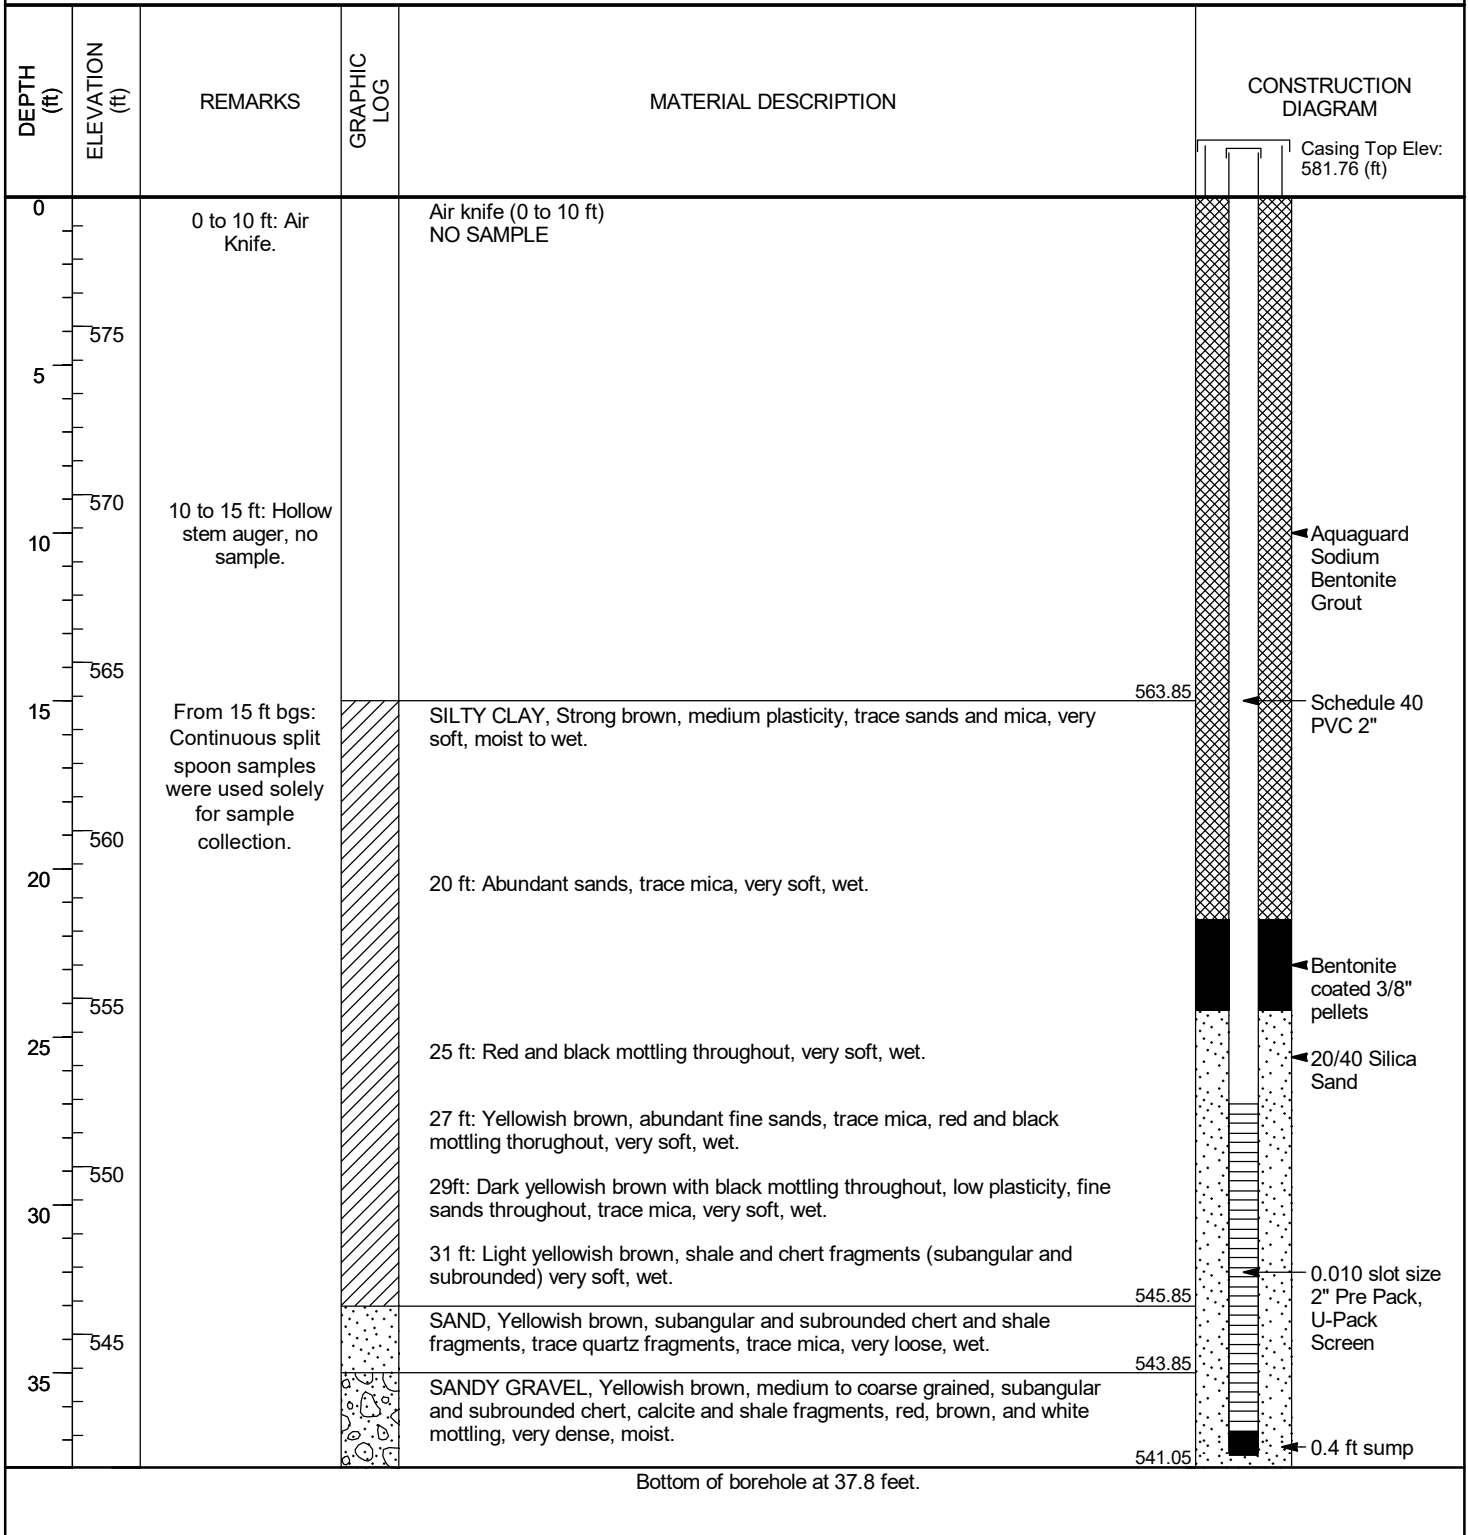 DEPTH
(ft)
ELEVATION
(ft)
REMARKS
GRAPHIC
LOG
MATERIAL DESCRIPTION
CONSTRUCTION
DIAGRAM
Casing Top Elev:
581.76 (ft)
0
0 to 10 ft: Air
Knife.
Air knife (0 to 10 ft)
NO SAMPLE
575
5
570
10 to 15 ft: Hollow
stem auger, no
sample.
10
Aquaguard
Sodium
Bentonite
Grout
565
563.85
15
From 15 ft bgs:
Continuous split
spoon samples
were used solely
for sample
collection.
SILTY CLAY, Strong brown, medium plasticity, trace sands and mica, very
soft, moist to wet.
Schedule 40
PVC 2"
560
20
20 ft: Abundant sands, trace mica, very soft, wet.
Bentonite
coated 3/8"
pellets
555
25
25 ft: Red and black mottling throughout, very soft, wet.
20/40 Silica
Sand
27 ft: Yellowish brown, abundant fine sands, trace mica, red and black
mottling thorughout, very soft, wet.
550
29ft: Dark yellowish brown with black mottling throughout, low plasticity, fine
sands throughout, trace mica, very soft, wet.
30
31 ft: Light yellowish brown, shale and chert fragments (subangular and
subrounded) very soft, wet.
545.85
0.010 slot size
2" Pre Pack,
U-Pack
Screen
SAND, Yellowish brown, subangular and subrounded chert and shale
fragments, trace quartz fragments, trace mica, very loose, wet.
545
543.85
35
SANDY GRAVEL, Yellowish brown, medium to coarse grained, subangular
and subrounded chert, calcite and shale fragments, red, brown, and white
mottling, very dense, moist.
541.05
0.4 ft sump
Bottom of borehole at 37.8 feet.